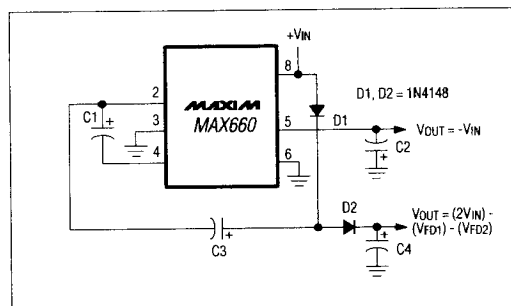 +VIN
8
D1, D2 = 1N4148
2
MAXIM
MAX660
C1
+
3
5
D1
VOUT = -VIN
4
6
+
C2
D2
VOUT = (2VIN) -
(VFD1) - (VFD2)
+
C3
+
C4